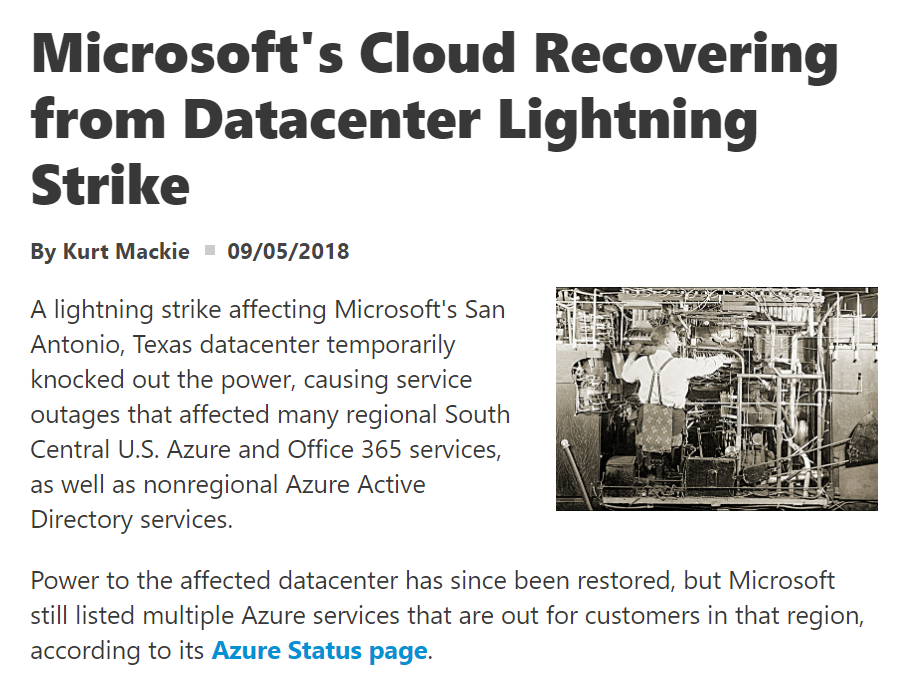 Microsoft's Cloud Recovering
from Datacenter Lightning
Strike
By Kurt Mackie 09/05/2018
A lightning strike affecting Microsoft's San
Antonio, Texas datacenter temporarily
knocked out the power, causing service
outages that affected many regional South
Central U.S. Azure and Office 365 services,
as well as nonregional Azure Active
Directory services.
Power to the affected datacenter has since been restored, but Microsoft
still listed multiple Azure services that are out for customers in that region,
according to its Azure Status page.